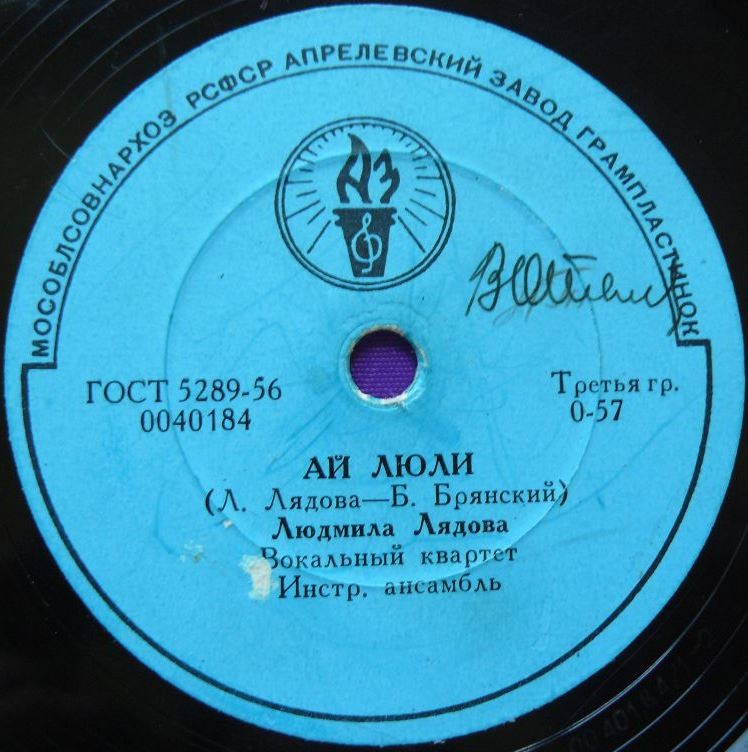 МОСОБЛСОВНАРХОЗ РСФСР АПРЕЛЕВСКИЙ ЗАВОД ГРАМПЛАСТИНОК
АЗ
ГОСТ 5289-56
0040184
Третья гр.
0-57
АЙ ЛЮЛИ
(Л. Лядова—Б. Брянский)
Людмила Лядова
Вокальный квартет
Инстр. ансамбль